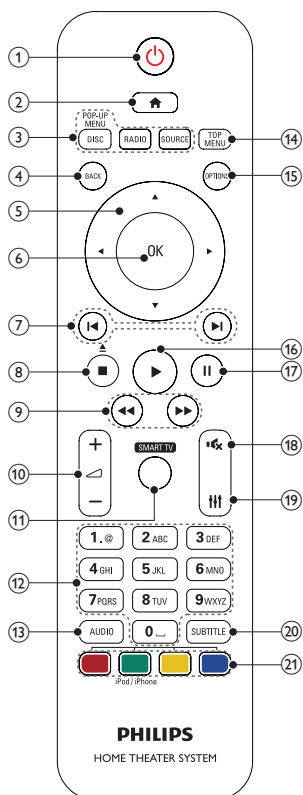 1
2
POP-UP MENU
3 DISC RADIO SOURCE TOP MENU 14
4 BACK OPTIONS 15
5
6 OK
7
16
8 17
9
SMART TV 18
10
11 19
1.@ 2 ABC 3 DEF
12 4 GHI 5 JKL 6 MNO
7 PQRS 8 TUV 9 WXYZ
13 AUDIO 0 SUBTITLE 20
21
iPod / iPhone
PHILIPS
HOME THEATER SYSTEM